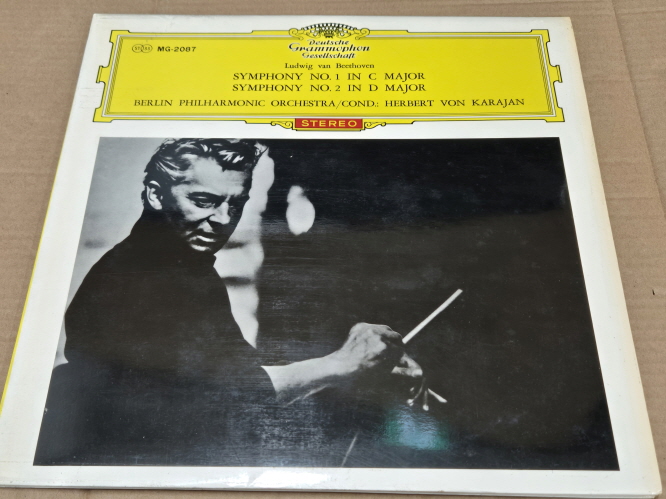 MG-2087
Deutsche
Grammophon
Gesellschaft
Ludwig van Beethoven
SYMPHONY NO.1 IN C MAJOR
SYMPHONY NO.2 IN D MAJOR
BERLIN PHILHARMONIC ORCHESTRA/COND.: HERBERT VON KARAJAN
STEREO